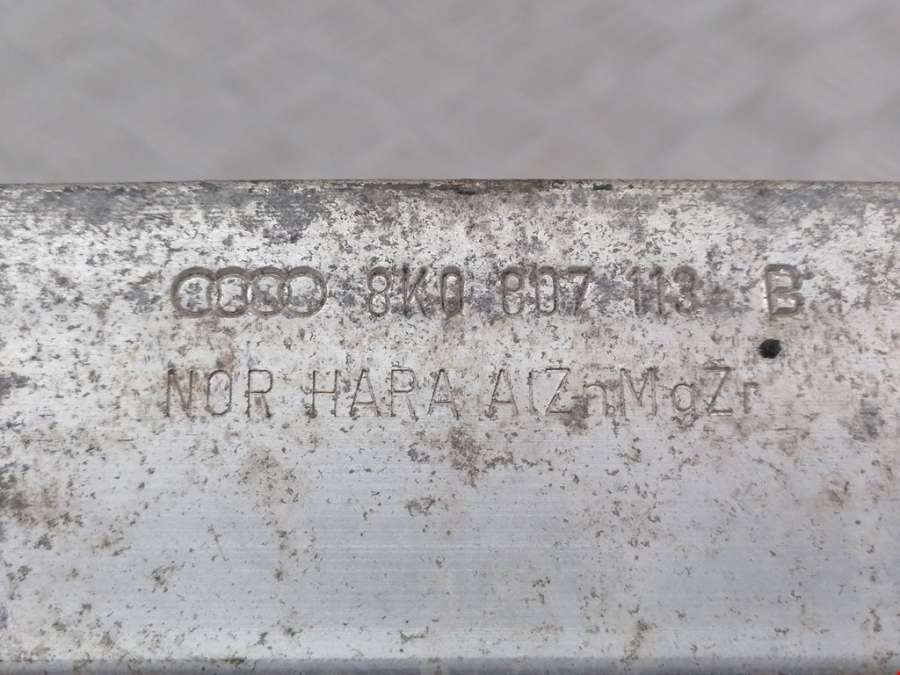 8K0 807 113 B
NOR HARA AlZnMgZr